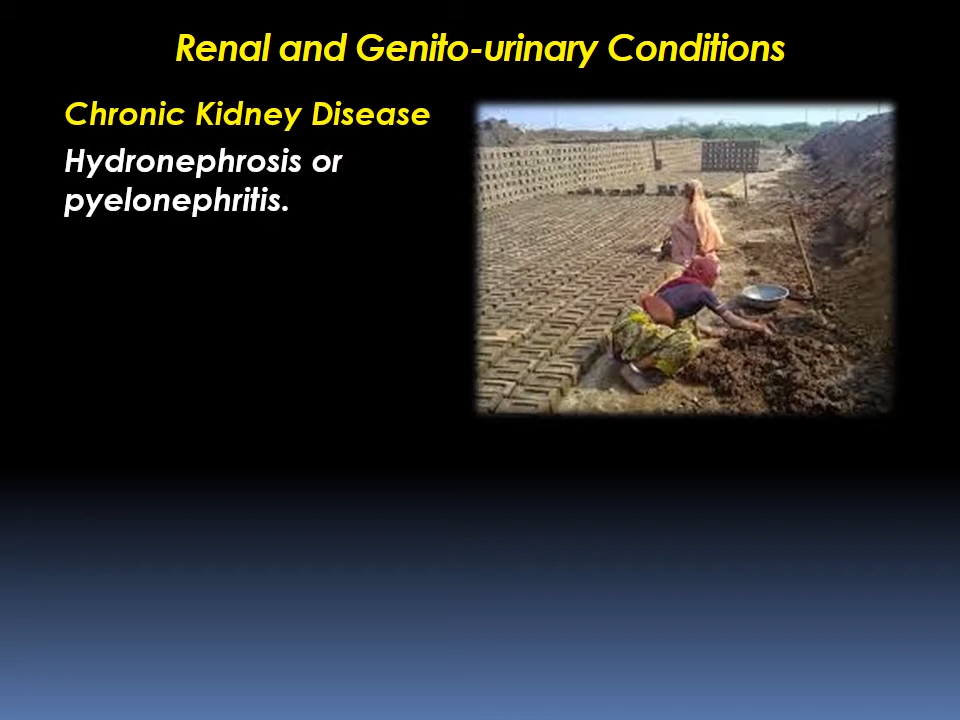 Renal and Genito-urinary Conditions
Chronic Kidney Disease
Hydronephrosis or
pyelonephritis.